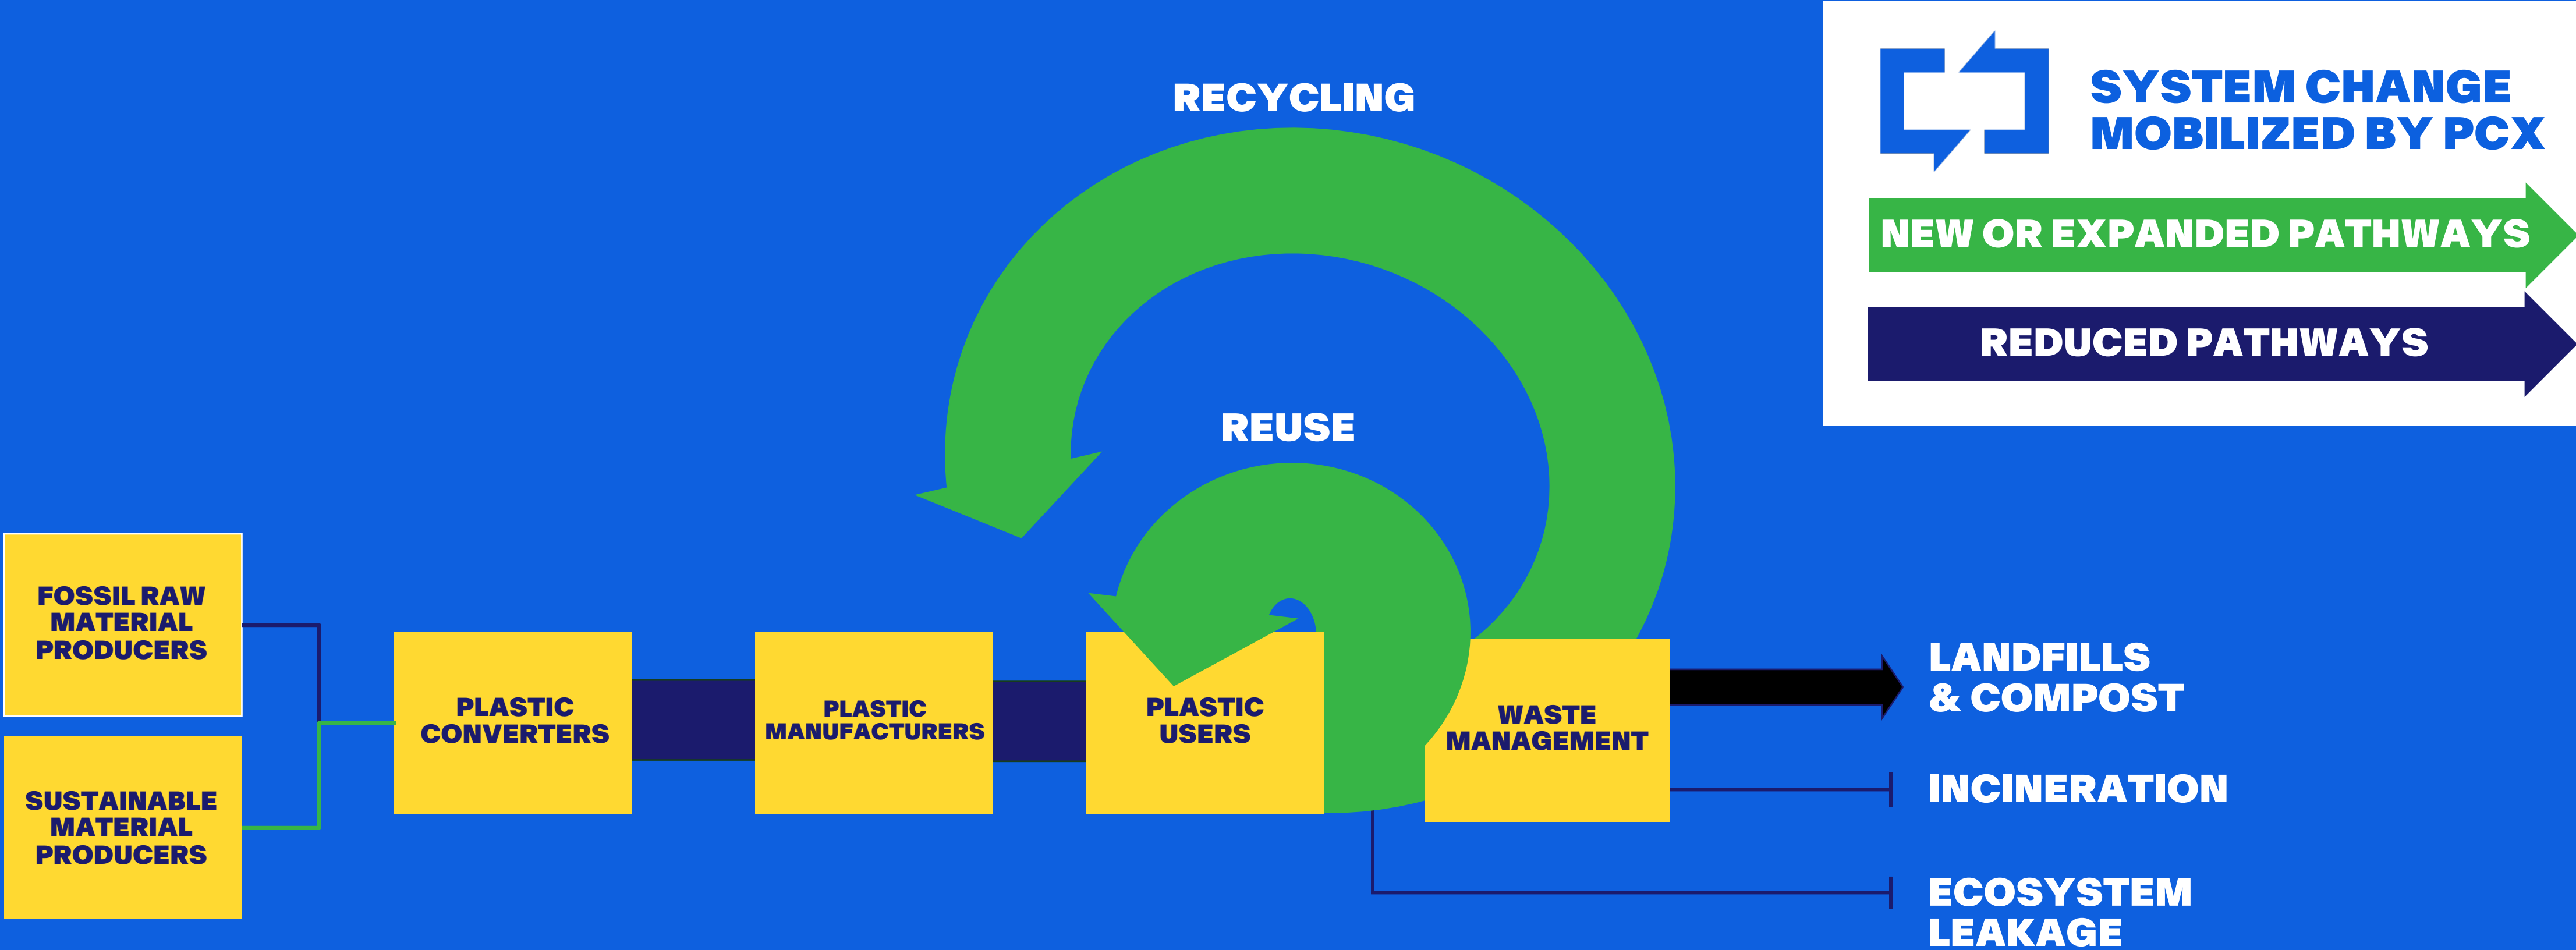 RECYCLING
SYSTEM CHANGE
MOBILIZED BY PCX
NEW OR EXPANDED PATHWAYS
REDUCED PATHWAYS
REUSE
FOSSIL RAW
MATERIAL
PRODUCERS
SUSTAINABLE
MATERIAL
PRODUCERS
PLASTIC
CONVERTERS
PLASTIC
MANUFACTURERS
PLASTIC
USERS
WASTE
MANAGEMENT
LANDFILLS
& COMPOST
INCINERATION
ECOSYSTEM
LEAKAGE